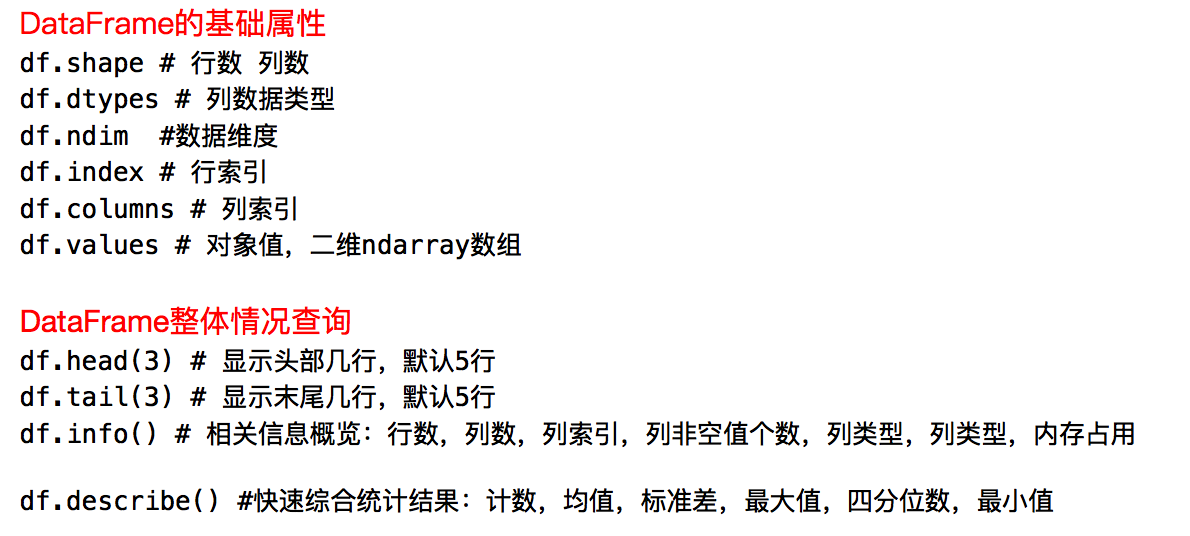 DataFrame的基础属性
df.shape # 行数 列数
df.dtypes # 列数据类型
df.ndim  #数据维度
df.index # 行索引
df.columns # 列索引
df.values # 对象值，二维ndarray数组
DataFrame整体情况查询
df.head(3) # 显示头部几行，默认5行
df.tail(3) # 显示末尾几行，默认5行
df.info() # 相关信息概览：行数，列数，列索引，列非空值个数，列类型，列类型，内存占用
df.describe() #快速综合统计结果：计数，均值，标准差，最大值，四分位数，最小值